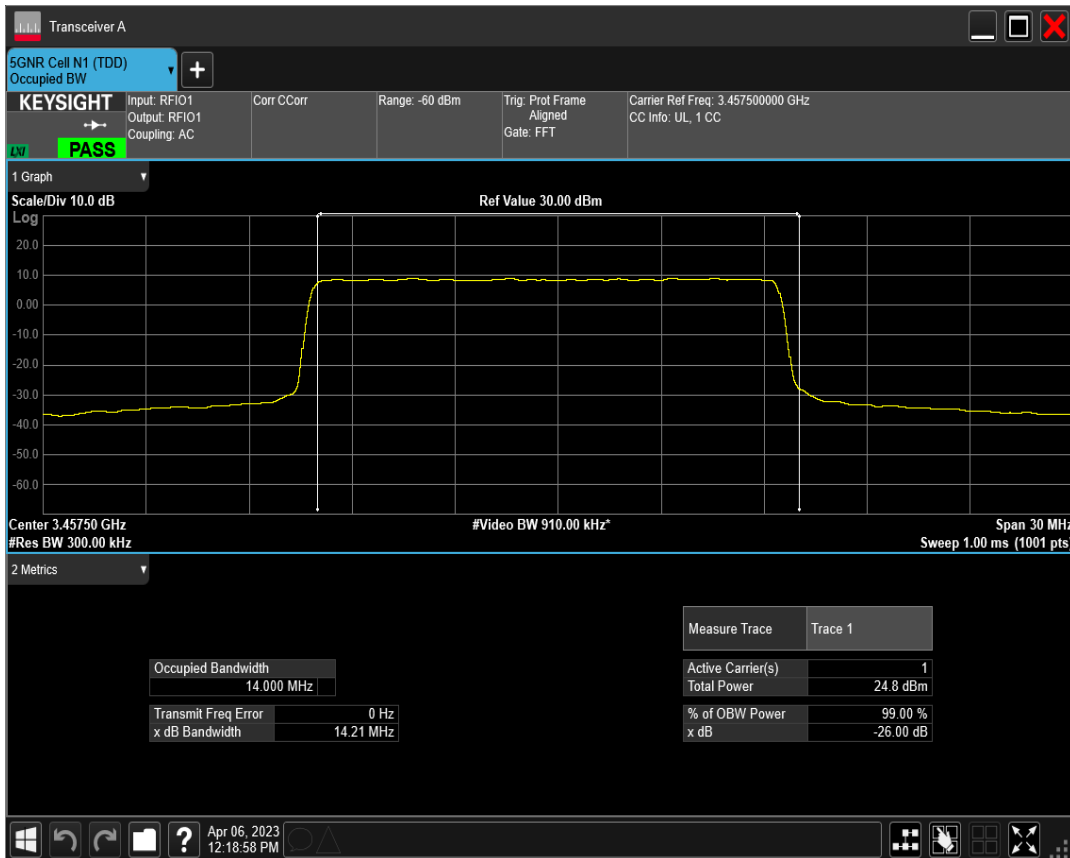 Transceiver A
5GNR Cell N1 (TDD)
Occupied BW
KEYSIGHT
LXI
PASS
Input: RFIO1
Output: RFIO1
Coupling: AC
Corr CCorr
Range: -60 dBm
Trig: Prot Frame
Aligned
Gate: FFT
Carrier Ref Freq: 3.457500000 GHz
CC Info: UL, 1 CC
1 Graph
Scale/Div 10.0 dB
Ref Value 30.00 dBm
Log
20.0
10.0
0.00
-10.0
-20.0
-30.0
-40.0
-50.0
-60.0
Center 3.45750 GHz
#Video BW 910.00 kHz*
Span 30 MHz
#Res BW 300.00 kHz
Sweep 1.00 ms (1001 pts)
2 Metrics
Measure Trace Trace 1
Occupied Bandwidth
14.000 MHz
Transmit Freq Error 0 Hz
x dB Bandwidth 14.21 MHz
Active Carrier(s) 1
Total Power 24.8 dBm
% of OBW Power 99.00 %
x dB -26.00 dB
?
Apr 06, 2023
12:18:58 PM